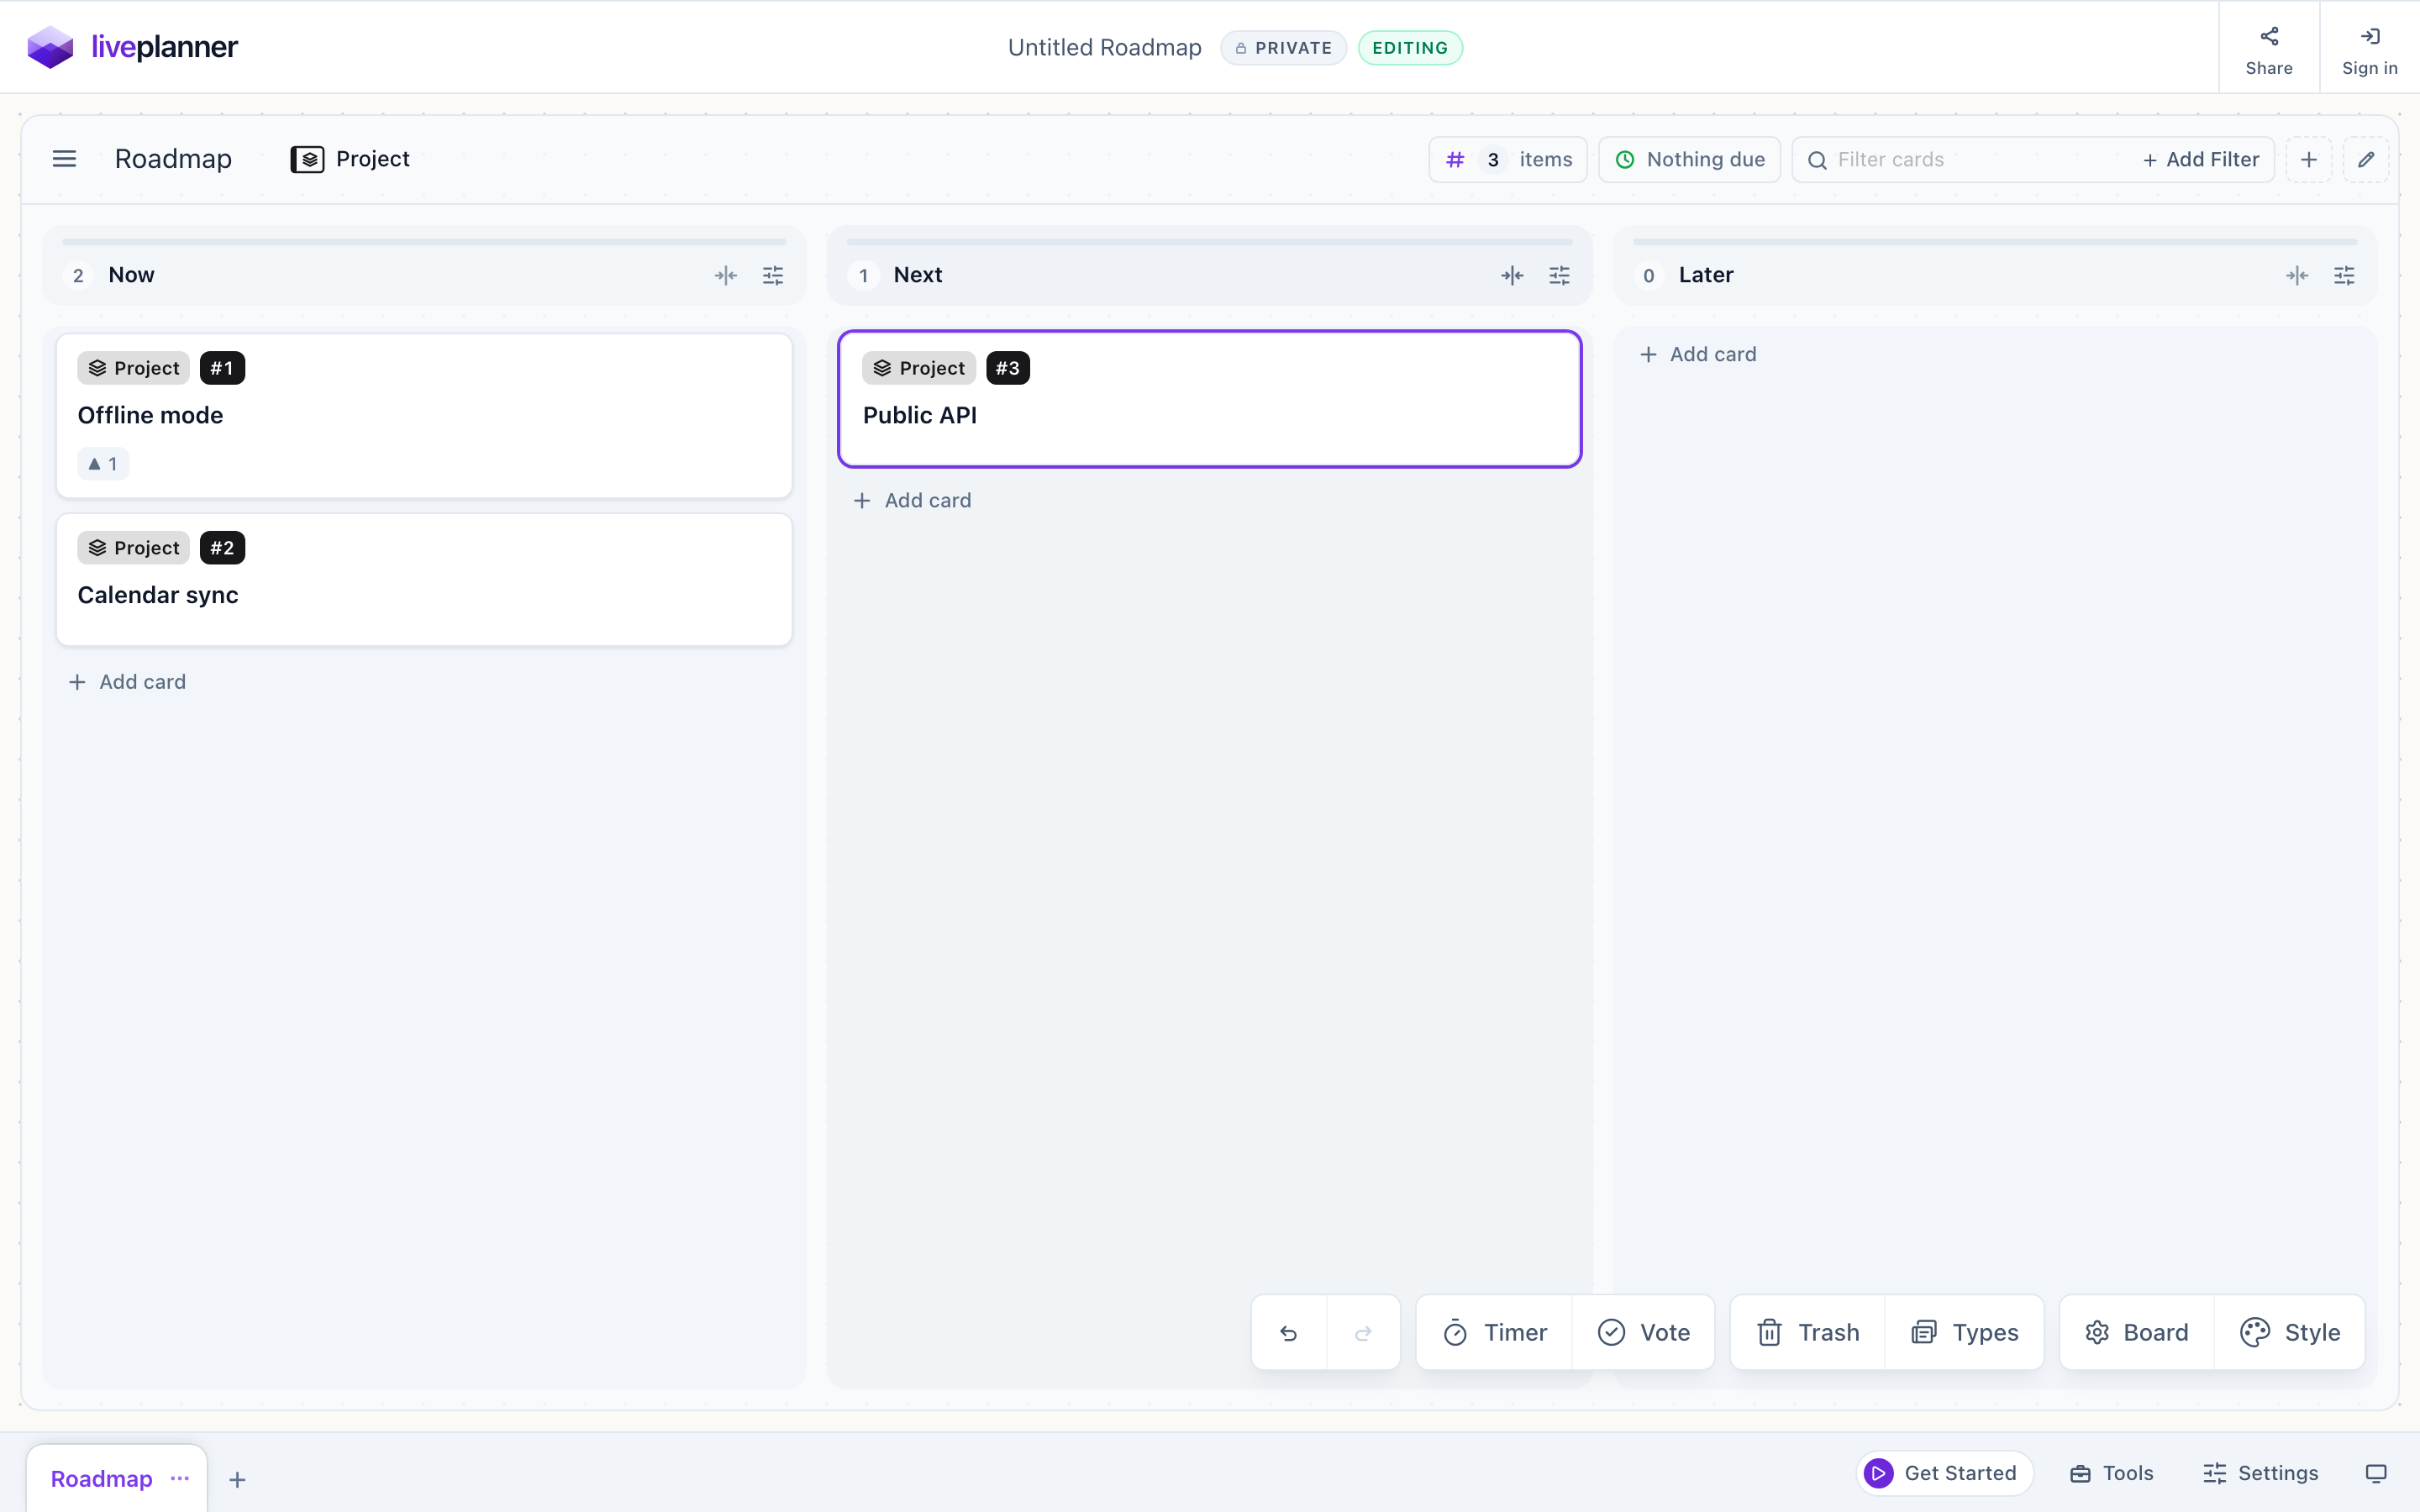 liveplanner
Untitled Roadmap PRIVATE EDITING
Share
Sign in
Roadmap Project
# 3 items Nothing due Filter cards + Add Filter
2 Now
Project #1
Offline mode
▲ 1
Project #2
Calendar sync
+ Add card
1 Next
Project #3
Public API
+ Add card
0 Later
+ Add card
Timer Vote Trash Types Board Style
Roadmap ··· +
Get Started Tools Settings